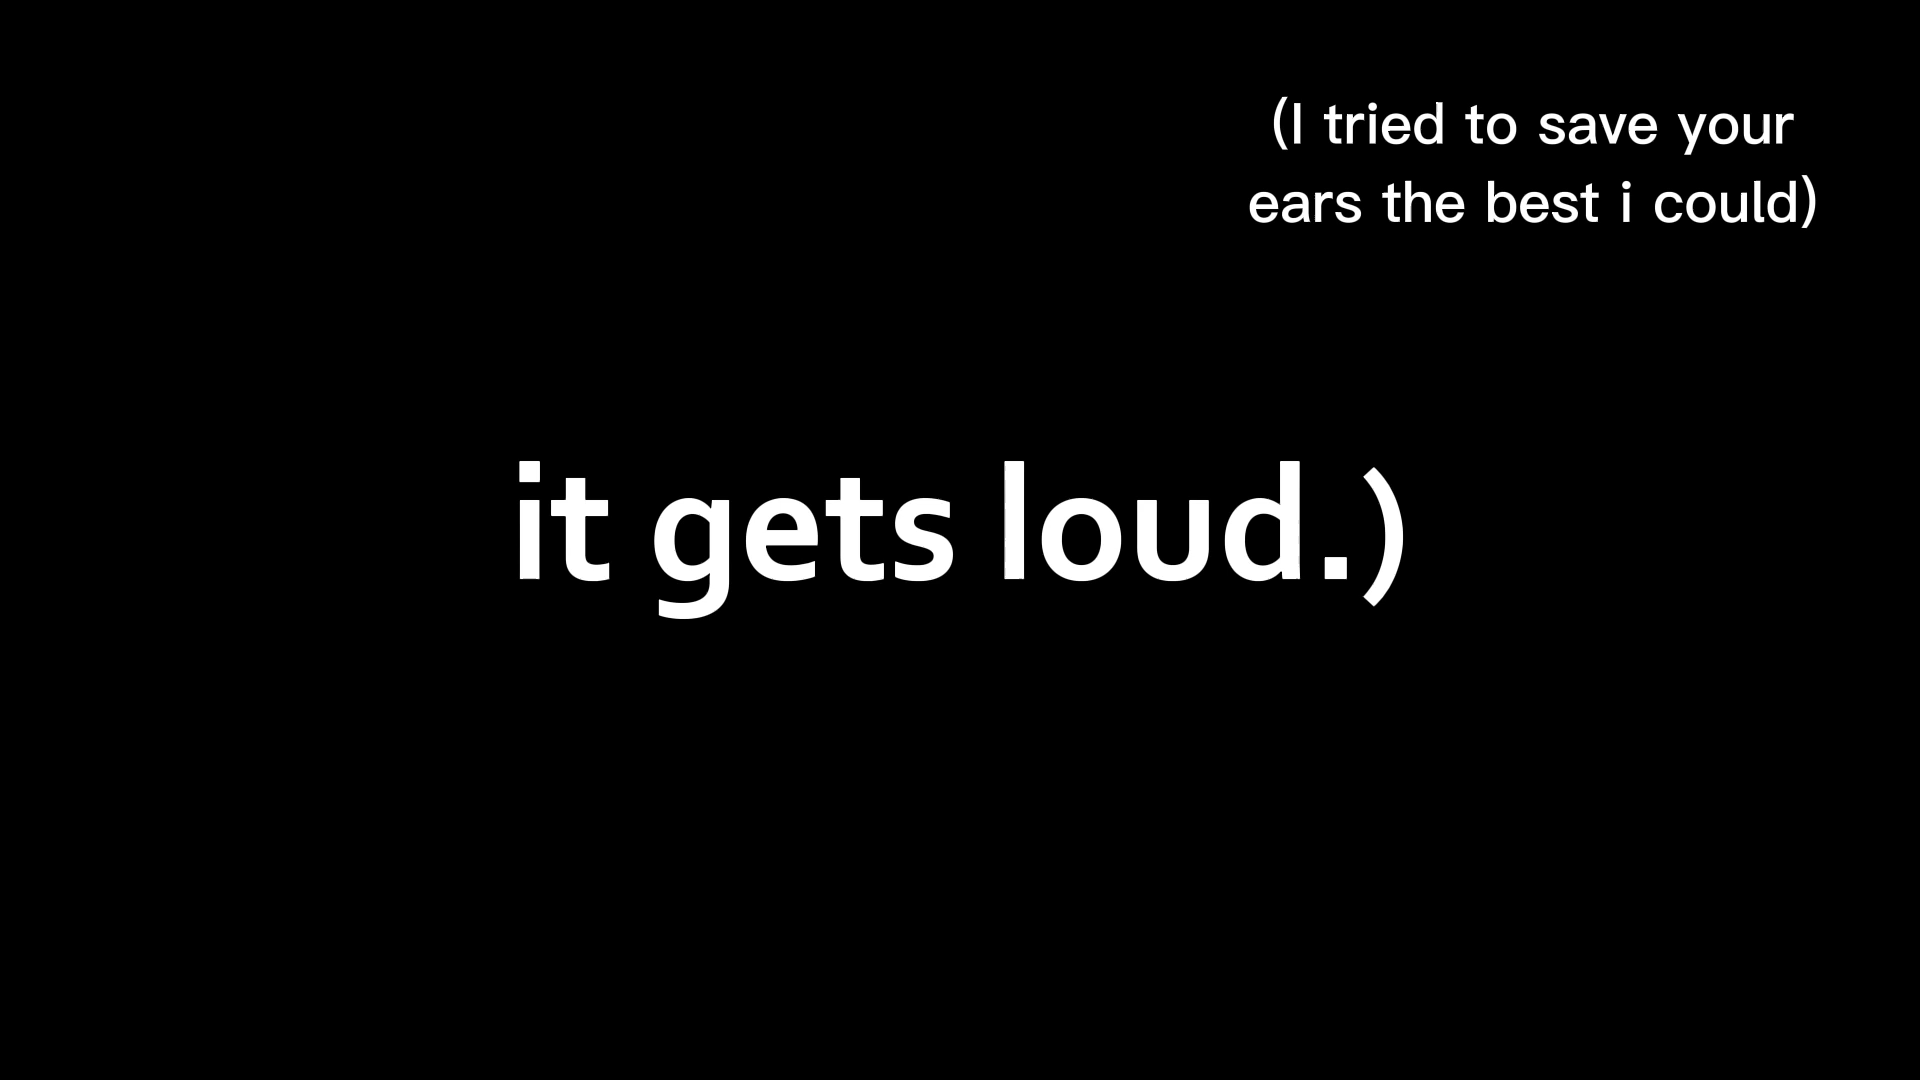 (I tried to save your
ears the best i could)
it gets loud.)